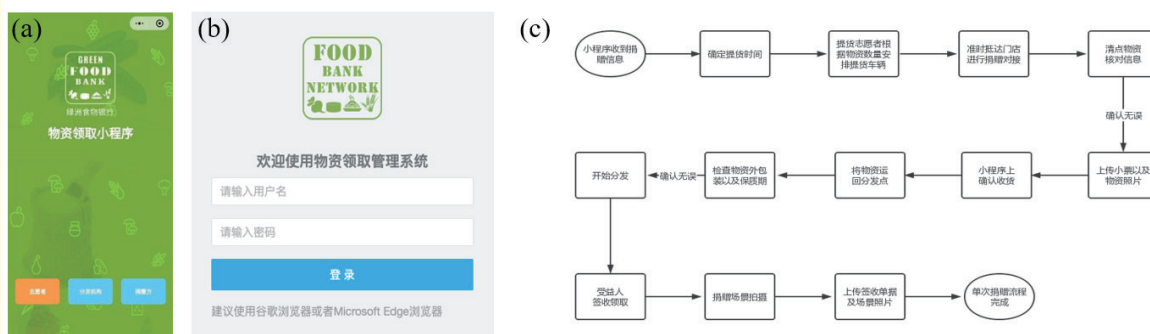 (a)
GREEN
FOOD
BANK
绿洲食物银行
物资领取小程序
志愿者
分发机构
捐赠方
(b)
FOOD
BANK
NETWORK
欢迎使用物资领取管理系统
请输入用户名
请输入密码
登 录
建议使用谷歌浏览器或者Microsoft Edge浏览器
(c)
小程序收到捐
赠信息
确定提货时间
提货志愿者根
据物资数量安
排提货车辆
准时抵达门店
进行捐赠对接
清点物资
核对信息
确认无误
上传小票以及
物资照片
小程序上
确认收货
将物资运
回分发点
检查物资外包
装以及保质期
确认无误
开始分发
受益人
签收领取
捐赠场景拍摄
上传签收单据
及场景照片
单次捐赠流程
完成